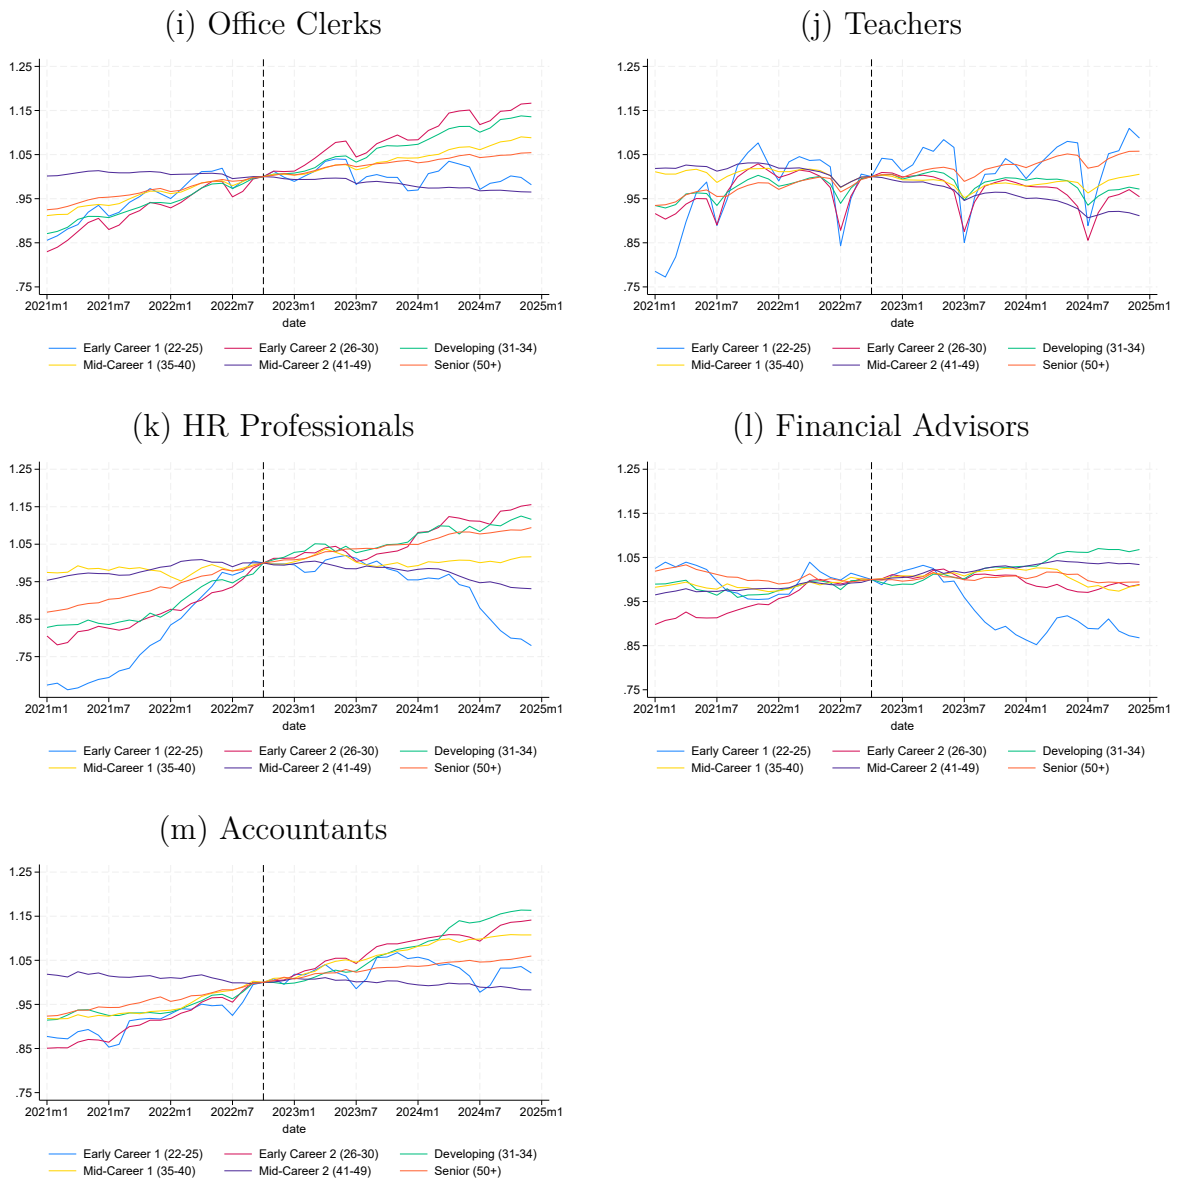 (i) Office Clerks
1.25
1.15
1.05
.95
.85
.75
2021m1 2021m7 2022m1 2022m7 2023m1 2023m7 2024m1 2024m7 2025m1
date
Early Career 1 (22-25) Early Career 2 (26-30) Developing (31-34)
Mid-Career 1 (35-40) Mid-Career 2 (41-49) Senior (50+)
(j) Teachers
1.25
1.15
1.05
.95
.85
.75
2021m1 2021m7 2022m1 2022m7 2023m1 2023m7 2024m1 2024m7 2025m1
date
Early Career 1 (22-25) Early Career 2 (26-30) Developing (31-34)
Mid-Career 1 (35-40) Mid-Career 2 (41-49) Senior (50+)
(k) HR Professionals
1.25
1.15
1.05
.95
.85
.75
2021m1 2021m7 2022m1 2022m7 2023m1 2023m7 2024m1 2024m7 2025m1
date
Early Career 1 (22-25) Early Career 2 (26-30) Developing (31-34)
Mid-Career 1 (35-40) Mid-Career 2 (41-49) Senior (50+)
(l) Financial Advisors
1.25
1.15
1.05
.95
.85
.75
2021m1 2021m7 2022m1 2022m7 2023m1 2023m7 2024m1 2024m7 2025m1
date
Early Career 1 (22-25) Early Career 2 (26-30) Developing (31-34)
Mid-Career 1 (35-40) Mid-Career 2 (41-49) Senior (50+)
(m) Accountants
1.25
1.15
1.05
.95
.85
.75
2021m1 2021m7 2022m1 2022m7 2023m1 2023m7 2024m1 2024m7 2025m1
date
Early Career 1 (22-25) Early Career 2 (26-30) Developing (31-34)
Mid-Career 1 (35-40) Mid-Career 2 (41-49) Senior (50+)